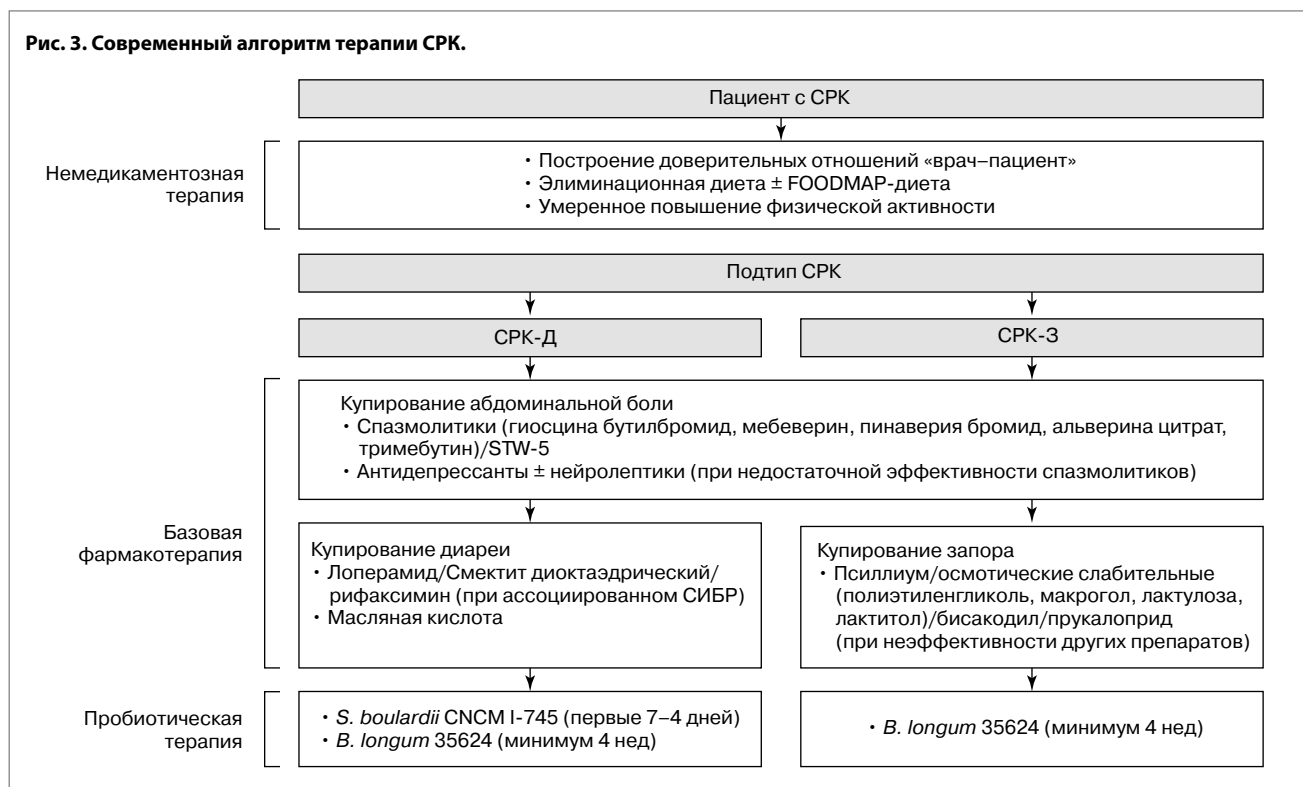 Рис. 3. Современный алгоритм терапии СРК.
Пациент с СРК
Немедикаментозная
терапия
• Построение доверительных отношений «врач–пациент»
• Элиминационная диета ± FOODMAP-диета
• Умеренное повышение физической активности
Подтип СРК
СРК-Д
СРК-З
Базовая
фармакотерапия
Купирование абдоминальной боли
• Спазмолитики (гиосцина бутилбромид, мебеверин, пинаверия бромид, альверина цитрат,
тримебутин)/STW-5
• Антидепрессанты ± нейролептики (при недостаточной эффективности спазмолитиков)
Купирование диареи
• Лоперамид/Смектит диоктаэдрический/
рифаксимин (при ассоциированном СИБР)
• Масляная кислота
Купирование запора
• Псиллиум/осмотические слабительные
(полиэтиленгликоль, макрогол, лактулоза,
лактитол)/бисакодил/прукалоприд
(при неэффективности других препаратов)
Пробиотическая
терапия
• S. boulardii CNCM I-745 (первые 7–4 дней)
• B. longum 35624 (минимум 4 нед)
• B. longum 35624 (минимум 4 нед)